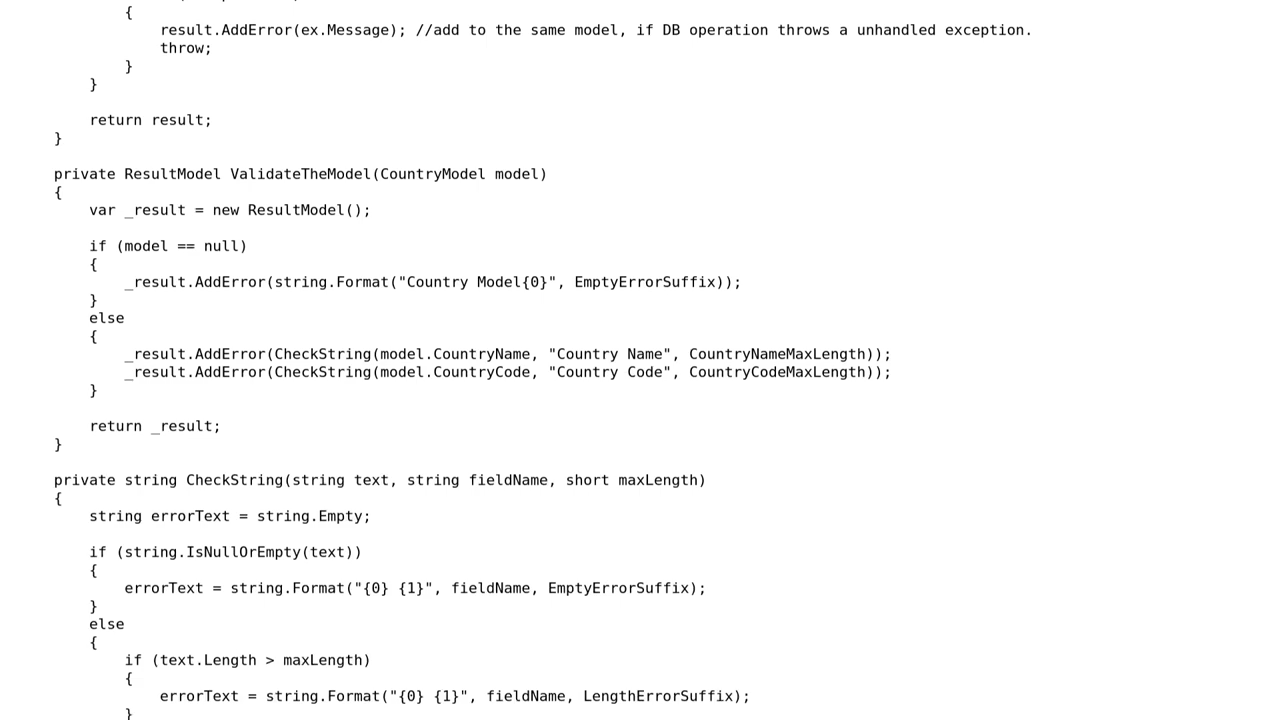 {
result.AddError(ex.Message); //add to the same model, if DB operation throws a unhandled exception.
throw;
}
}
return result;
}
private ResultModel ValidateTheModel(CountryModel model)
{
var _result = new ResultModel();
if (model == null)
{
_result.AddError(string.Format("Country Model{0}", EmptyErrorSuffix));
}
else
{
_result.AddError(CheckString(model.CountryName, "Country Name", CountryNameMaxLength));
_result.AddError(CheckString(model.CountryCode, "Country Code", CountryCodeMaxLength));
}
return _result;
}
private string CheckString(string text, string fieldName, short maxLength)
{
string errorText = string.Empty;
if (string.IsNullOrEmpty(text))
{
errorText = string.Format("{0} {1}", fieldName, EmptyErrorSuffix);
}
else
{
if (text.Length > maxLength)
{
errorText = string.Format("{0} {1}", fieldName, LengthErrorSuffix);
}